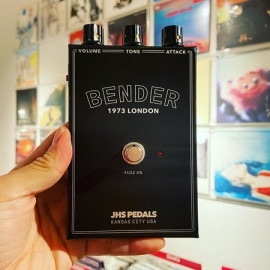 VOLUME TONE ATTACK
BENDER
1973 LONDON
FUZZ ON
JHS PEDALS
KANSAS CITY USA